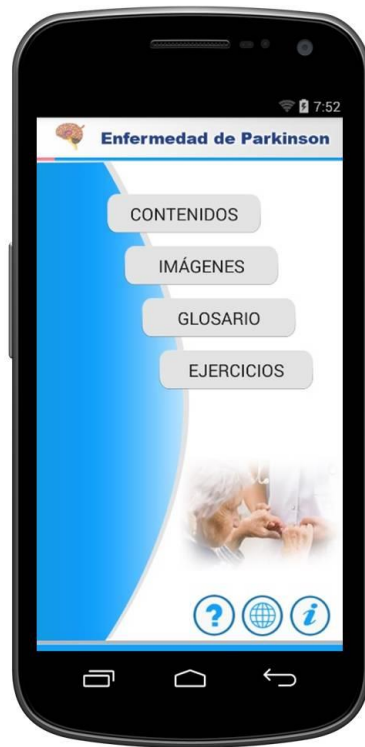 7:52
Enfermedad de Parkinson
CONTENIDOS
IMÁGENES
GLOSARIO
EJERCICIOS
? i